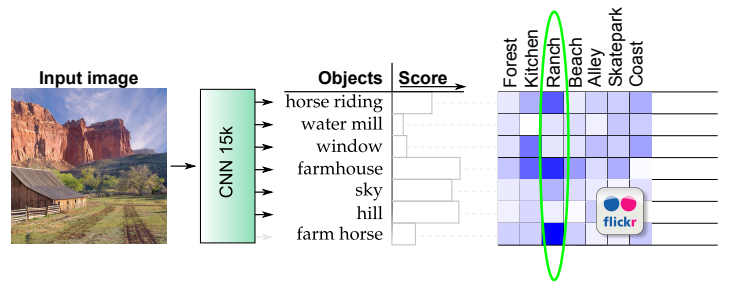 Input image
CNN 15k
Objects
Score
horse riding
water mill
window
farmhouse
sky
hill
farm horse
Forest
Kitchen
Ranch
Beach
Alley
Skatepark
Coast
flickr